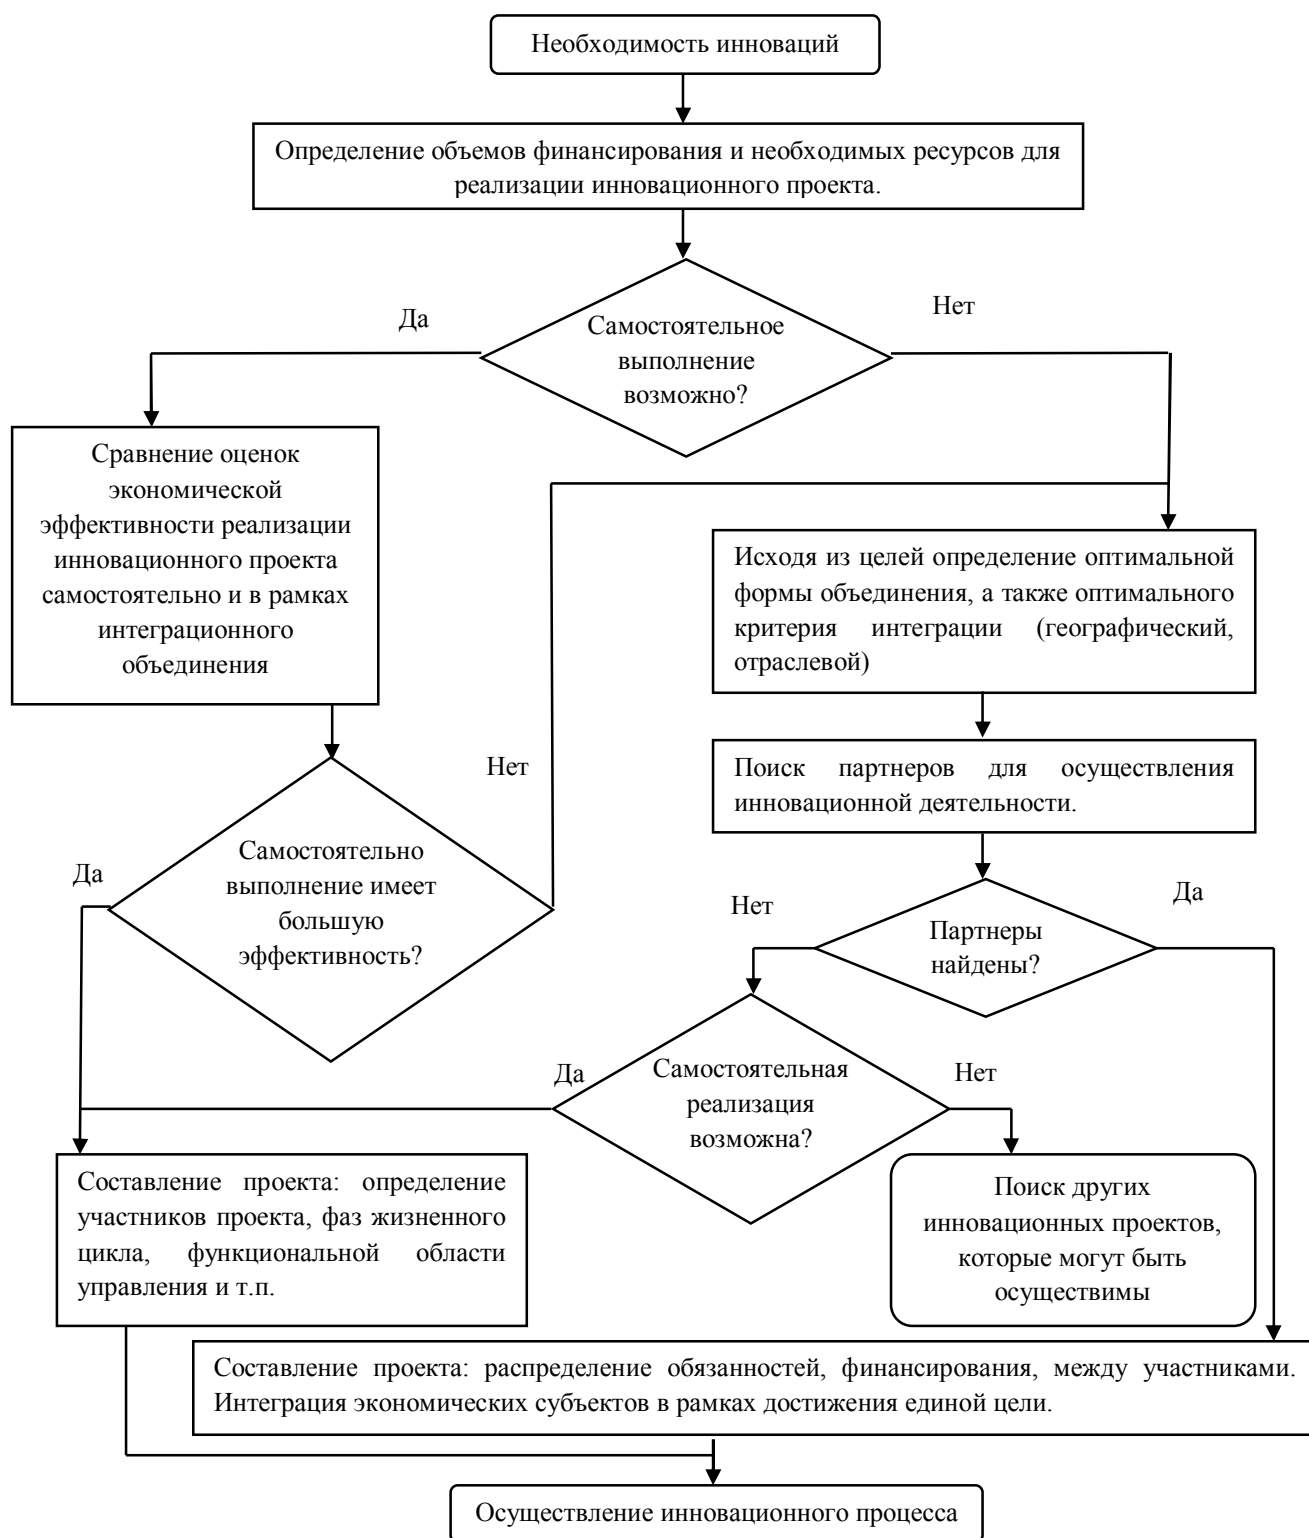 Необходимость инноваций
Определение объемов финансирования и необходимых ресурсов для
реализации инновационного проекта.
Да
Нет
Самостоятельное
выполнение
возможно?
Сравнение оценок
экономической
эффективности реализации
инновационного проекта
самостоятельно и в рамках
интеграционного
объединения
Исходя из целей определение оптимальной
формы объединения, а также оптимального
критерия интеграции (географический,
отраслевой)
Нет
Поиск партнеров для осуществления
инновационной деятельности.
Да
Самостоятельно
выполнение имеет
большую
эффективность?
Нет
Да
Партнеры
найдены?
Да
Самостоятельная
реализация
возможна?
Нет
Составление проекта: определение
участников проекта, фаз жизненного
цикла, функциональной области
управления и т.п.
Поиск других
инновационных проектов,
которые могут быть
осуществимы
Составление проекта: распределение обязанностей, финансирования, между участниками.
Интеграция экономических субъектов в рамках достижения единой цели.
Осуществление инновационного процесса